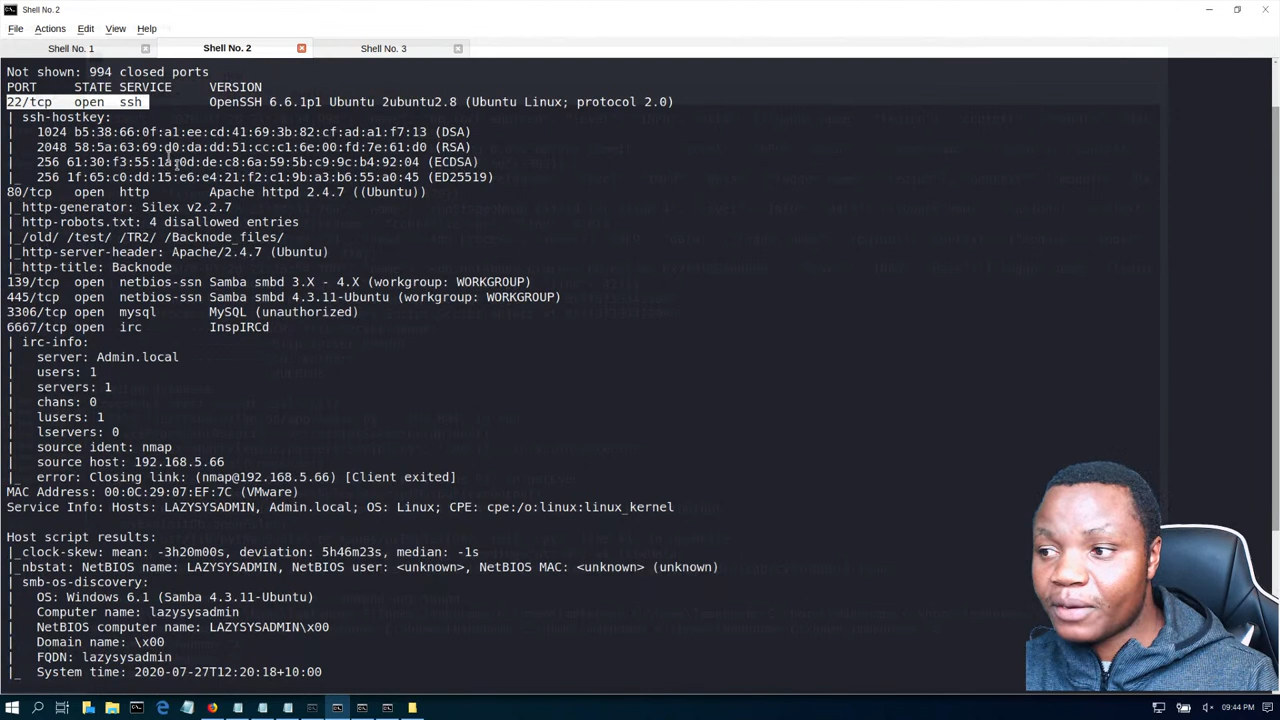 Shell No. 2
File Actions Edit View Help
Shell No. 1 Shell No. 2 Shell No. 3
Not shown: 994 closed ports
PORT STATE SERVICE VERSION
22/tcp open ssh OpenSSH 6.6.1p1 Ubuntu 2ubuntu2.8 (Ubuntu Linux; protocol 2.0)
| ssh-hostkey:
| 1024 b5:38:66:0f:a1:ee:cd:41:69:3b:82:cf:ad:a1:f7:13 (DSA)
| 2048 58:5a:63:69:d0:da:dd:51:cc:c1:6e:00:fd:7e:61:d0 (RSA)
| 256 61:30:f3:55:1a:0d:de:c8:6a:59:5b:c9:9c:b4:92:04 (ECDSA)
|_ 256 1f:65:c0:dd:15:e6:e4:21:f2:c1:9b:a3:b6:55:a0:45 (ED25519)
80/tcp open http Apache httpd 2.4.7 ((Ubuntu))
|_http-generator: Silex v2.2.7
| http-robots.txt: 4 disallowed entries
|_/old/ /test/ /TR2/ /Backnode_files/
|_http-server-header: Apache/2.4.7 (Ubuntu)
|_http-title: Backnode
139/tcp open netbios-ssn Samba smbd 3.X - 4.X (workgroup: WORKGROUP)
445/tcp open netbios-ssn Samba smbd 4.3.11-Ubuntu (workgroup: WORKGROUP)
3306/tcp open mysql MySQL (unauthorized)
6667/tcp open irc InspIRCd
| irc-info:
| server: Admin.local
| users: 1
| servers: 1
| chans: 0
| lusers: 1
| lservers: 0
| source ident: nmap
| source host: 192.168.5.66
|_ error: Closing link: (nmap@192.168.5.66) [Client exited]
MAC Address: 00:0C:29:07:EF:7C (VMware)
Service Info: Hosts: LAZYSYSADMIN, Admin.local; OS: Linux; CPE: cpe:/o:linux:linux_kernel
Host script results:
|_clock-skew: mean: -3h20m00s, deviation: 5h46m23s, median: -1s
|_nbstat: NetBIOS name: LAZYSYSADMIN, NetBIOS user: <unknown>, NetBIOS MAC: <unknown> (unknown)
| smb-os-discovery:
| OS: Windows 6.1 (Samba 4.3.11-Ubuntu)
| Computer name: lazysysadmin
| NetBIOS computer name: LAZYSYSADMIN\x00
| Domain name: \x00
| FQDN: lazysysadmin
|_ System time: 2020-07-27T12:20:18+10:00
09:44 PM